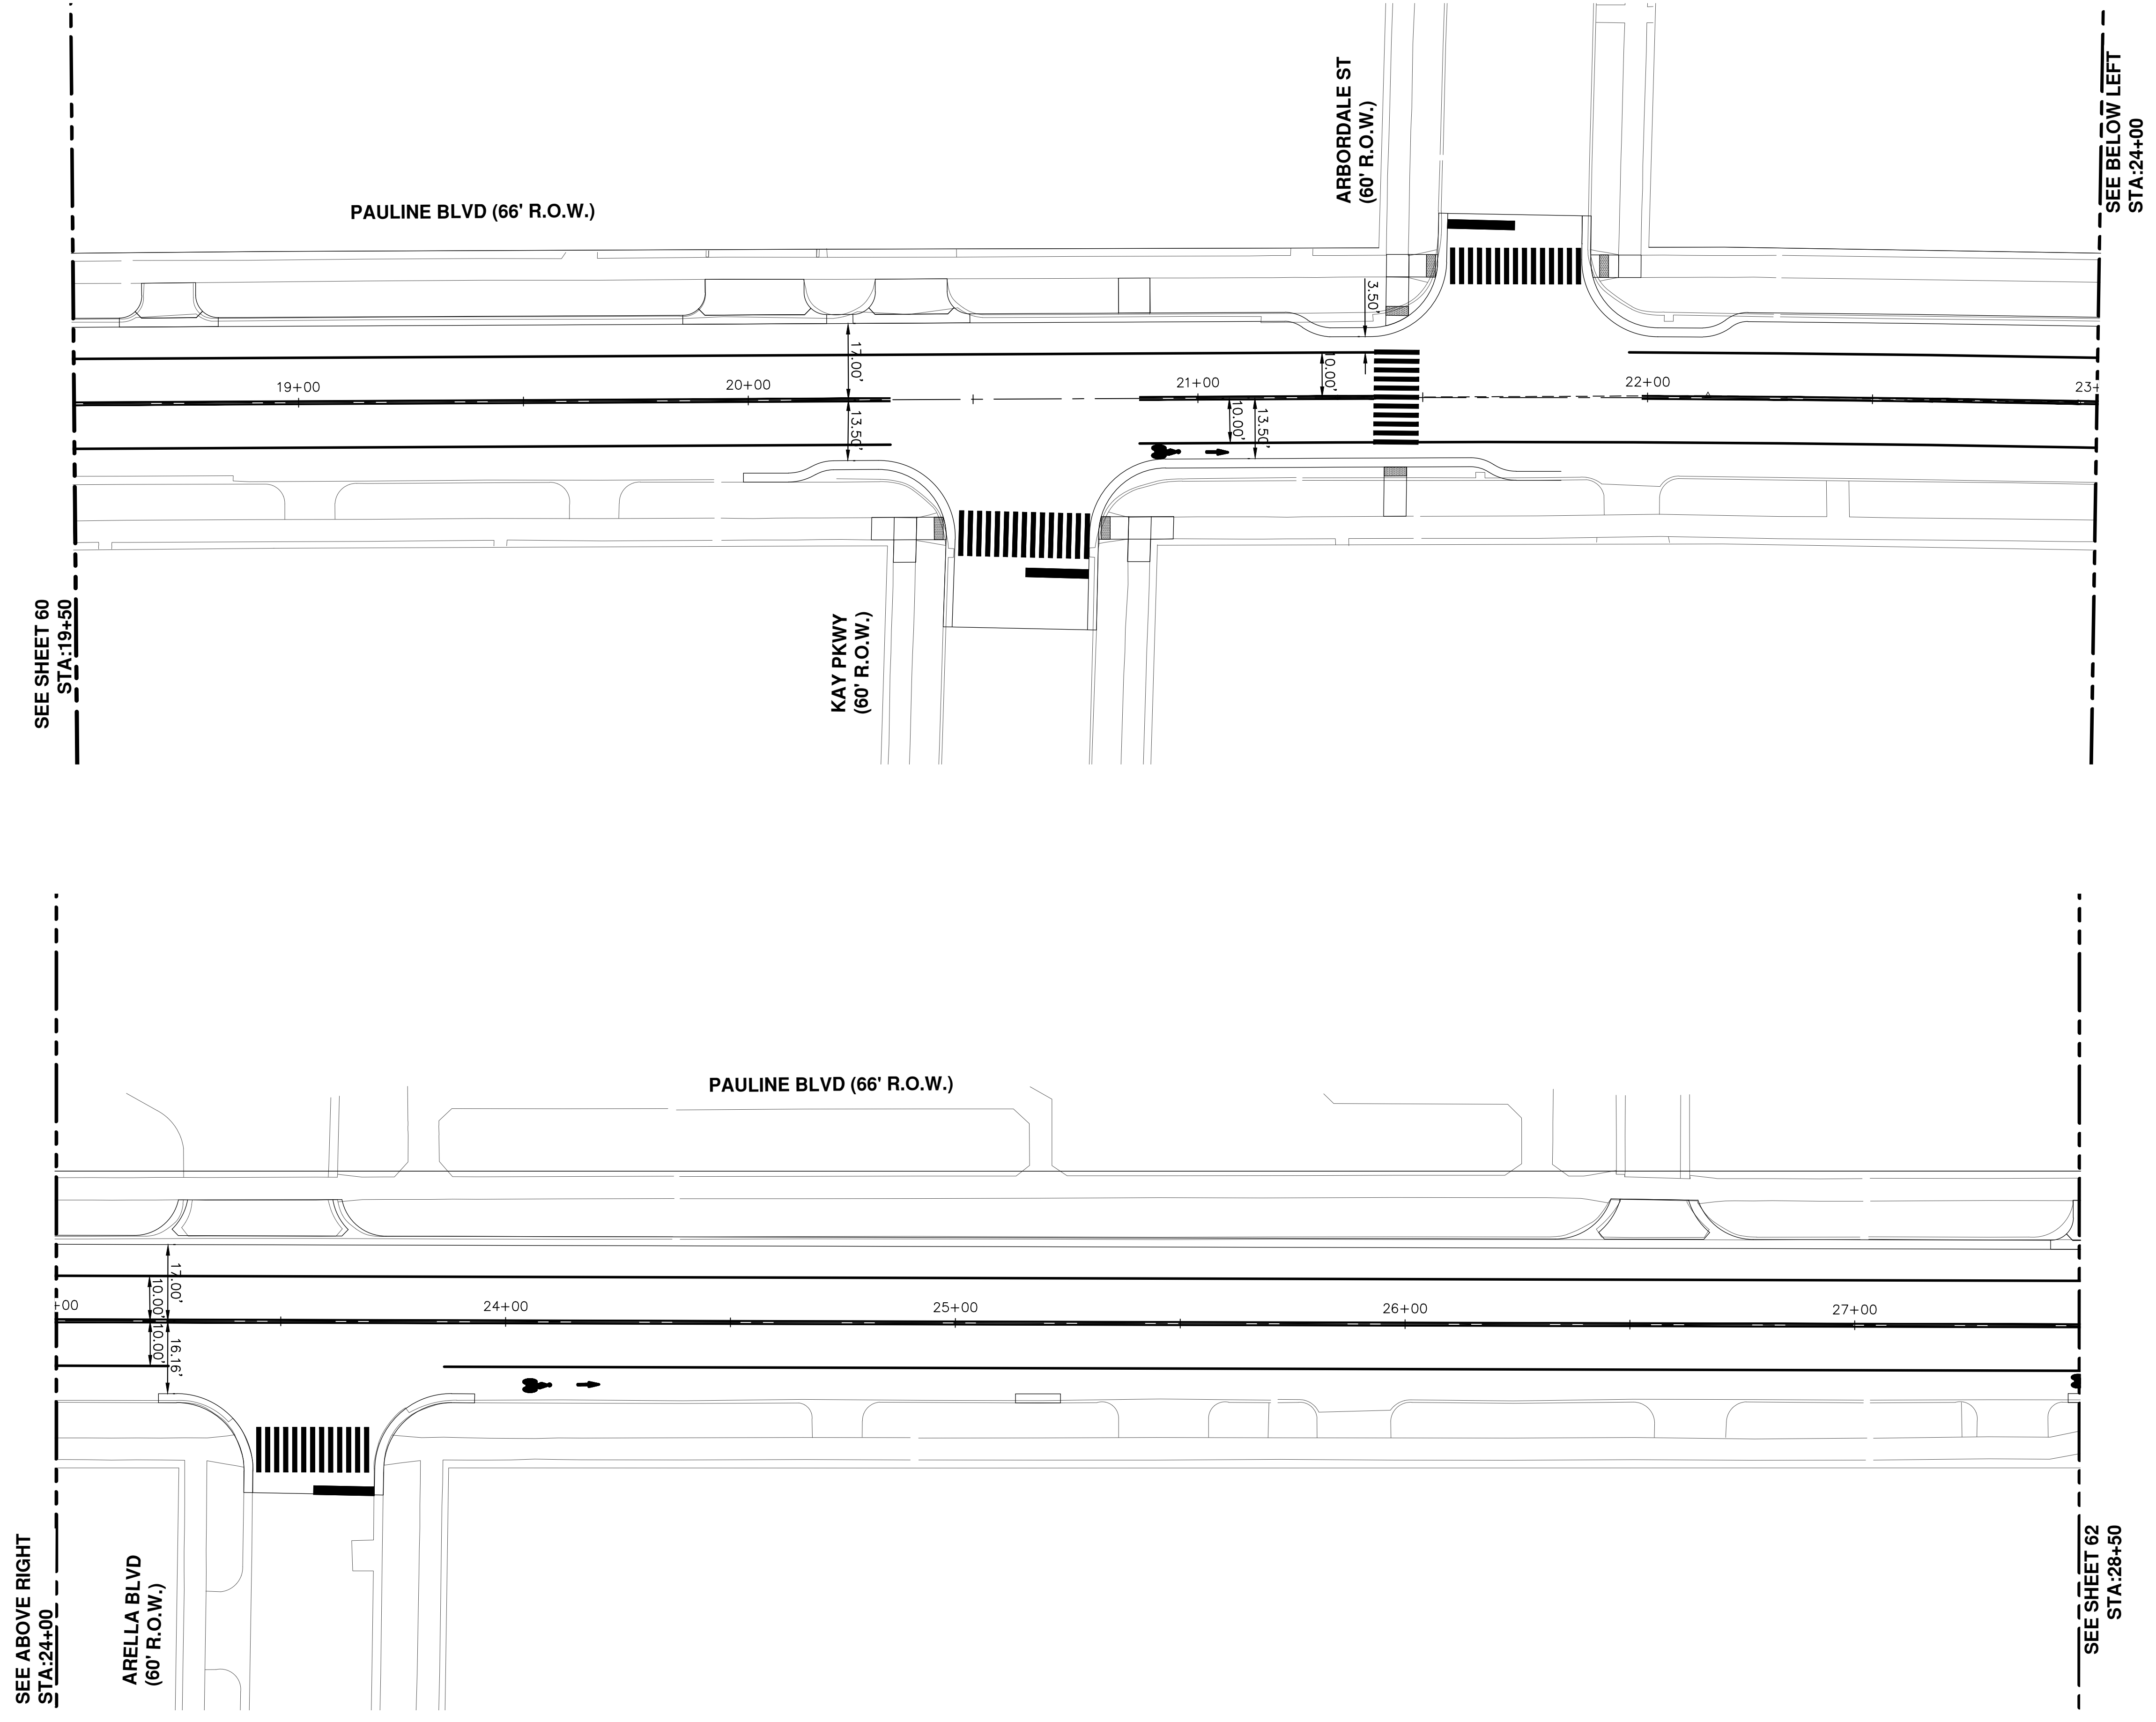 ARBORDALE ST
(60' R.O.W.)
SEE BELOW LEFT
STA:24+00
PAULINE BLVD (66' R.O.W.)
3.50'
17.00'
10.00'
19+00
20+00
21+00
22+00
23+
13.50'
10.00'
13.50'
SEE SHEET 60
STA:19+50
KAY PKWY
(60' R.O.W.)
PAULINE BLVD (66' R.O.W.)
17.00'
10.00'
+00
24+00
25+00
26+00
27+00
10.00'
16.16'
SEE ABOVE RIGHT
STA:24+00
ARELLA BLVD
(60' R.O.W.)
SEE SHEET 62
STA:28+50